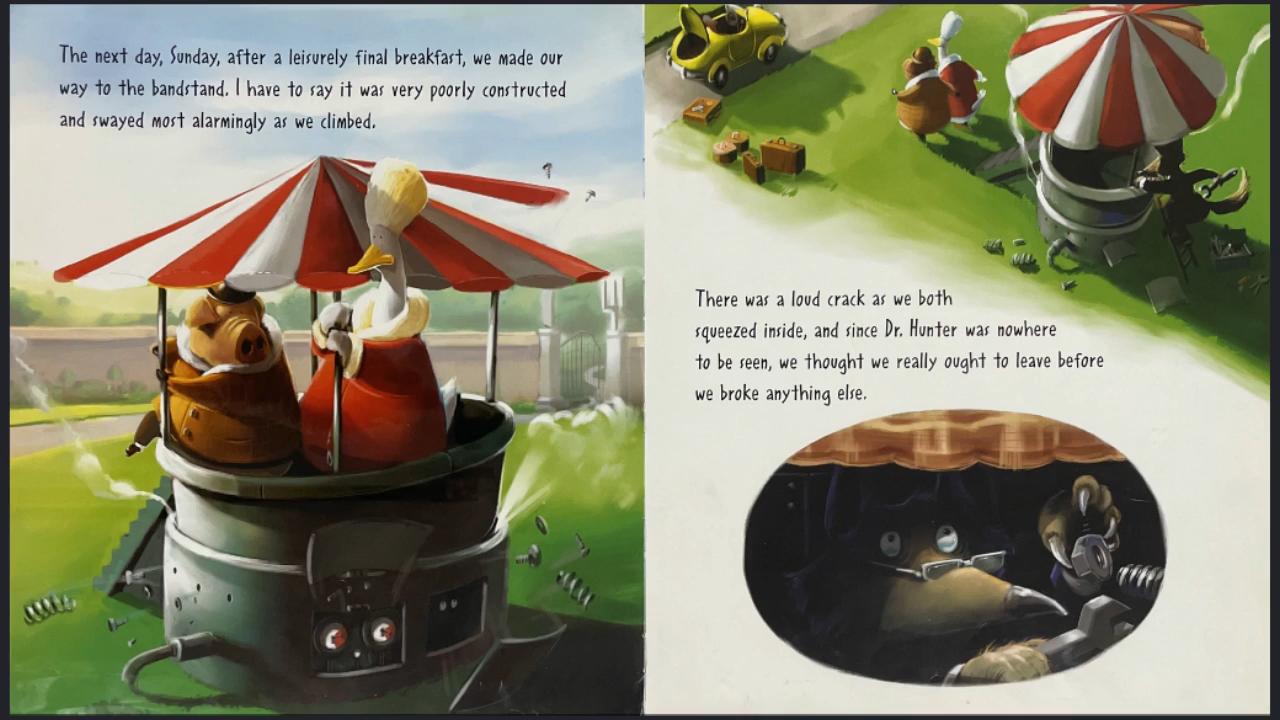 The next day, Sunday, after a leisurely final breakfast, we made our
way to the bandstand. I have to say it was very poorly constructed
and swayed most alarmingly as we climbed.
There was a loud crack as we both
squeezed inside, and since Dr. Hunter was nowhere
to be seen, we thought we really ought to leave before
we broke anything else.